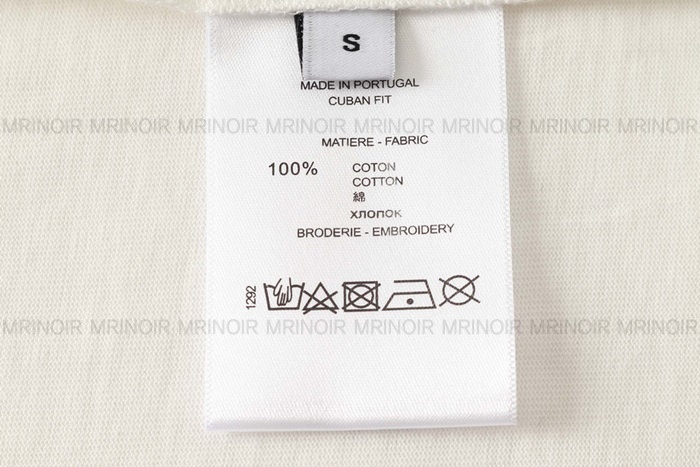 S
MADE IN PORTUGAL
CUBAN FIT
MRINOIR MRINOIR MRINOIR MRINOIR MRINOIR MRINOIR MRINOIR MRINOIR
MATIERE - FABRIC
100% COTON
COTTON
綿
ХЛОПОК
BRODERIE - EMBROIDERY
1292
MRINOIR MRINOIR MRINOIR MRINOIR MRINOIR MRINOIR MRINOIR MRINOIR